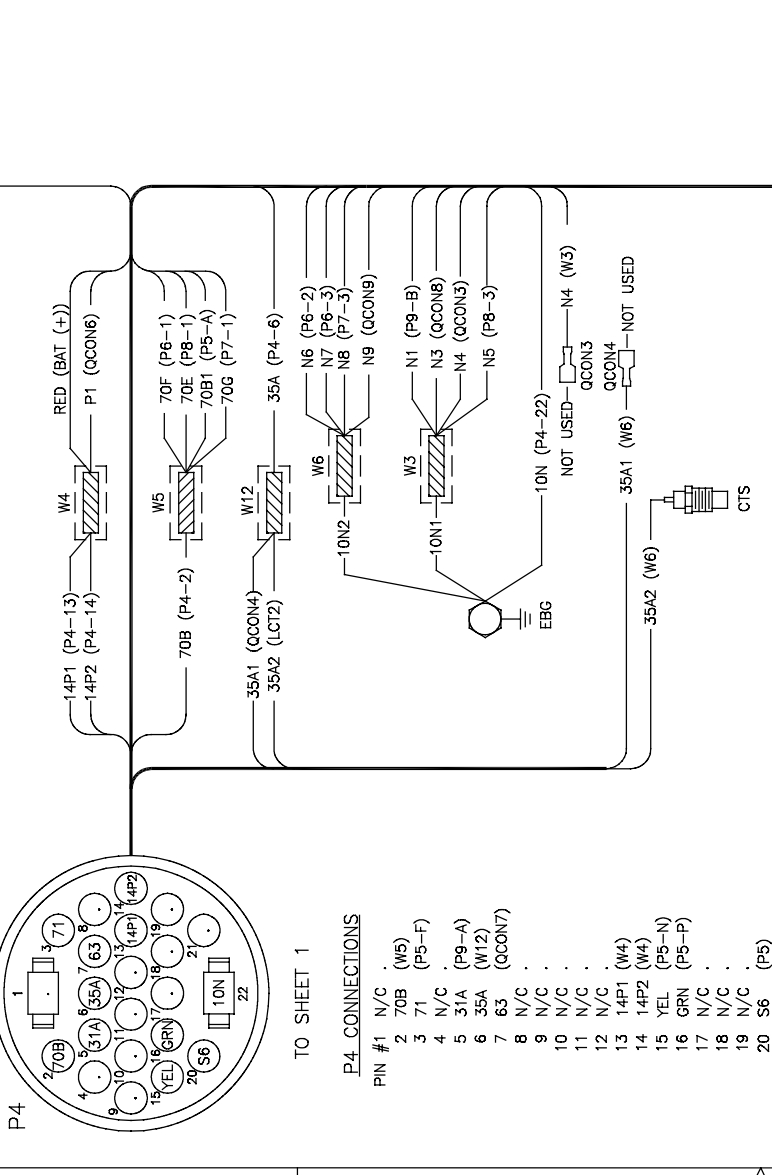 RED (BAT (+))
P1 (QCON6)
W4
14P1 (P4-13)
14P2 (P4-14)
70F (P6-1)
70E (P8-1)
70B1 (P5-A)
70G (P7-1)
W5
70B (P4-2)
35A (P4-6)
W12
35A1 (QCON4)
35A2 (LCT2)
N6 (P6-2)
N7 (P6-3)
N8 (P7-3)
N9 (QCON9)
W6
10N2
N1 (P9-B)
N3 (QCON8)
N4 (QCON3)
N5 (P8-3)
W3
10N1
10N (P4-22)
EBG
N4 (W3)
NOT USED
QCON3
QCON4
NOT USED
35A1 (W6)
35A2 (W6)
CTS
P4
1
2
70B
3
71
4
5
31A
6
35A
7
63
8
9
10
11
12
13
14P1
14
14P2
15
YEL
16
GRN
17
18
19
20
S6
21
10N
22
TO SHEET 1
P4 CONNECTIONS
PIN #1 N/C .
2 70B (W5)
3 71 (P5-F)
4 N/C .
5 31A (P9-A)
6 35A (W12)
7 63 (QCON7)
8 N/C .
9 N/C .
10 N/C .
11 N/C .
12 N/C .
13 14P1 (W4)
14 14P2 (W4)
15 YEL (P5-N)
16 GRN (P5-P)
17 N/C .
18 N/C .
19 N/C .
20 S6 (P5)